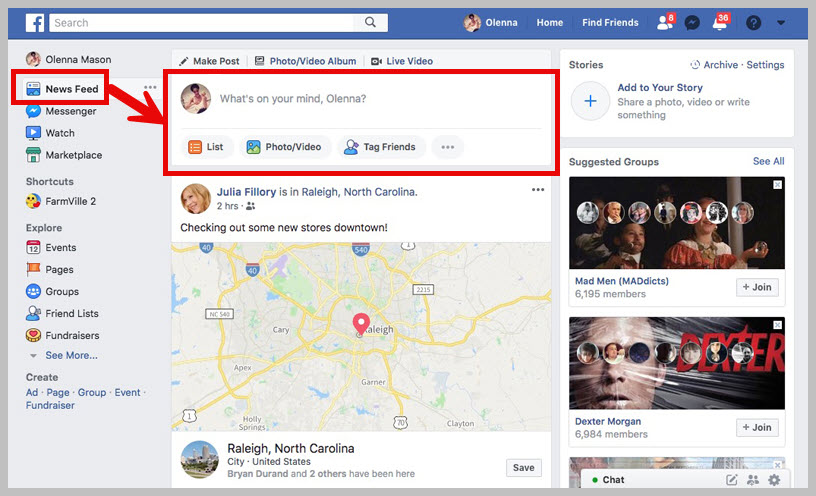 f
Search
Olenna
Home
Find Friends
8
36
?
Olenna Mason
News Feed
Messenger
Watch
Marketplace
Shortcuts
FarmVille 2
Explore
12
Events
Pages
Groups
Friend Lists
Fundraisers
See More...
Create
Ad · Page · Group · Event ·
Fundraiser
Make Post
Photo/Video Album
Live Video
What's on your mind, Olenna?
List
Photo/Video
Tag Friends
Julia Fillory is in Raleigh, North Carolina.
2 hrs ·
Checking out some new stores downtown!
40
540
1
40
2215
NC 540
Cary
Raleigh
Apex
Garner
Holly
Springs
Clayton
1
70
Raleigh, North Carolina
City · United States
Bryan Durand and 2 others have been here
Save
Stories
Archive · Settings
Add to Your Story
Share a photo, video or write
something
Suggested Groups
See All
Mad Men (MADdicts)
6,195 members
+ Join
DEXTER
Dexter Morgan
6,984 members
+ Join
Chat